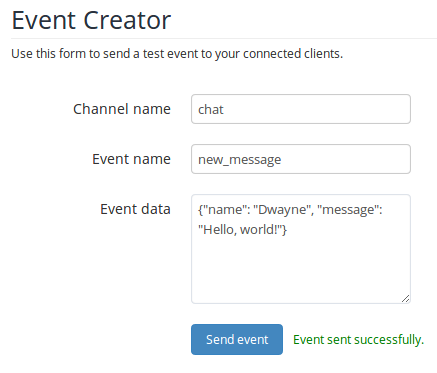 Event Creator
Use this form to send a test event to your connected clients.
Channel name chat
Event name new_message
Event data {"name": "Dwayne", "message":
"Hello, world!"}
Send event Event sent successfully.